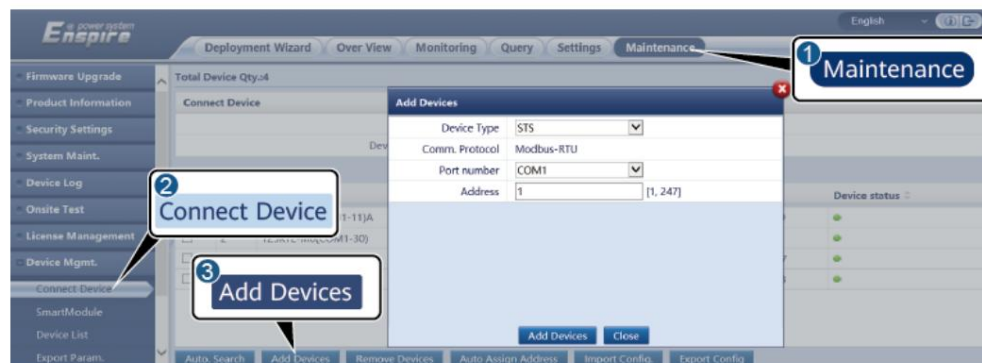 English
Enspire
Deployment Wizard Over View Monitoring Query Settings Maintenance
1 Maintenance
Firmware Upgrade
Product Information
Security Settings
System Maint.
Device Log
Onsite Test
License Management
Device Mgmt.
Connect Device
SmartModule
Device List
Export Param.
2 Connect Device
3 Add Devices
Total Device Qty.:4
Connect Device
Add Devices
Device Type STS
Comm. Protocol Modbus-RTU
Port number COM1
Address 1 [1, 247]
Add Devices Close
Device status
Auto. Search Add Devices Remove Devices Auto Assign Address Import Config. Export Config